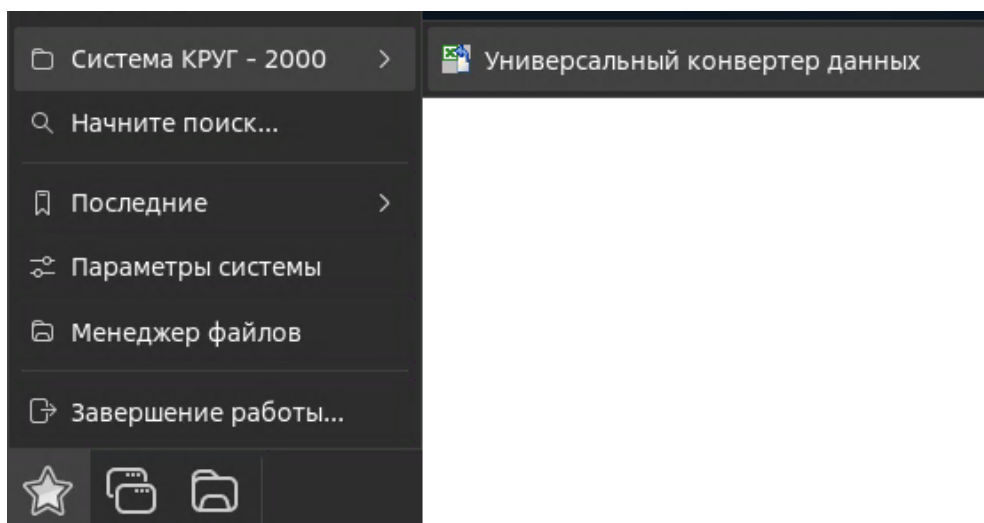 Система КРУГ - 2000
Универсальный конвертер данных
Начните поиск...
Последние
Параметры системы
Менеджер файлов
Завершение работы...